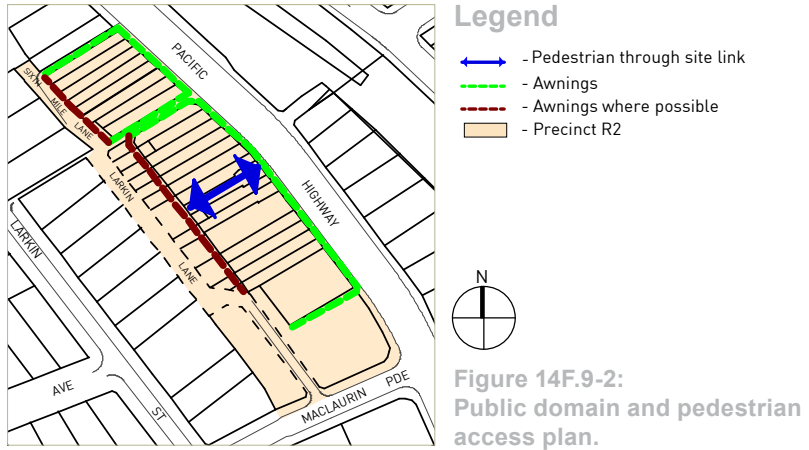 PACIFIC
HIGHWAY
SIXTH
MILE
LANE
LARKIN
LANE
LARKIN
ST
AVE
MACLAURIN
PDE
Legend
- Pedestrian through site link
- Awnings
- Awnings where possible
- Precinct R2
N
Figure 14F.9-2:
Public domain and pedestrian
access plan.